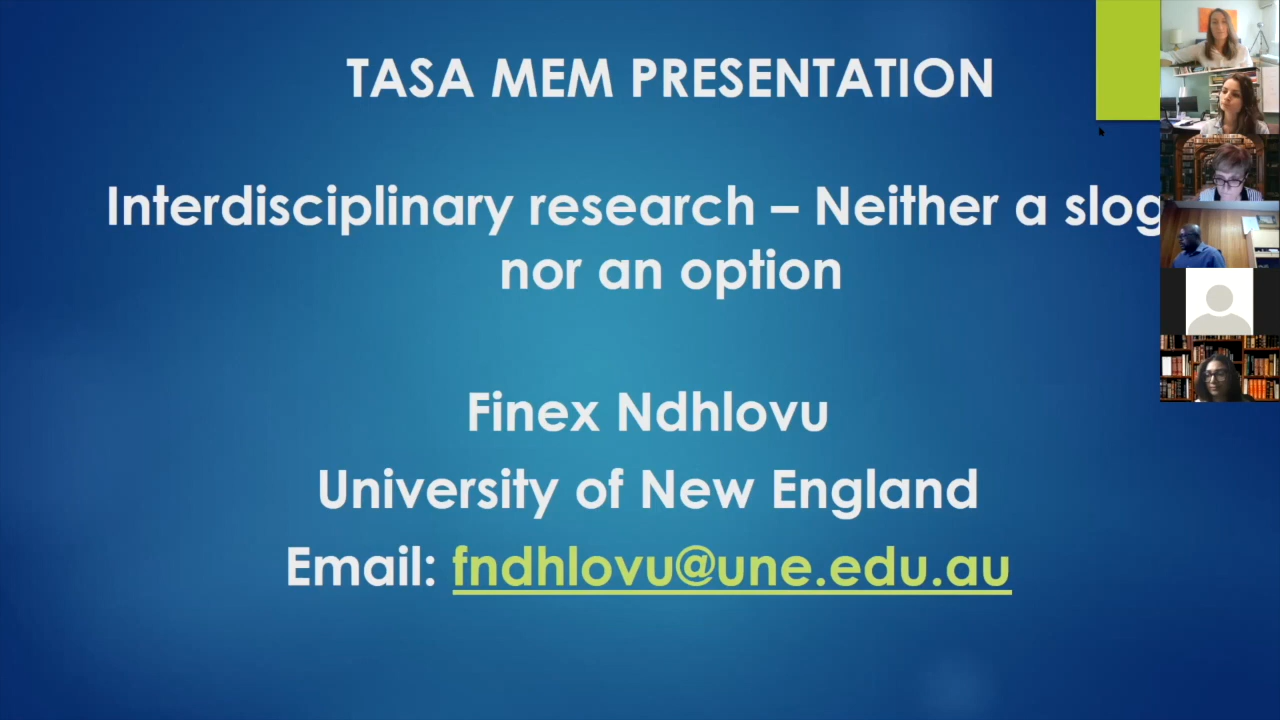 TASA MEM PRESENTATION
Interdisciplinary research – Neither a slog
nor an option
Finex Ndhlovu
University of New England
Email: fndhlovu@une.edu.au